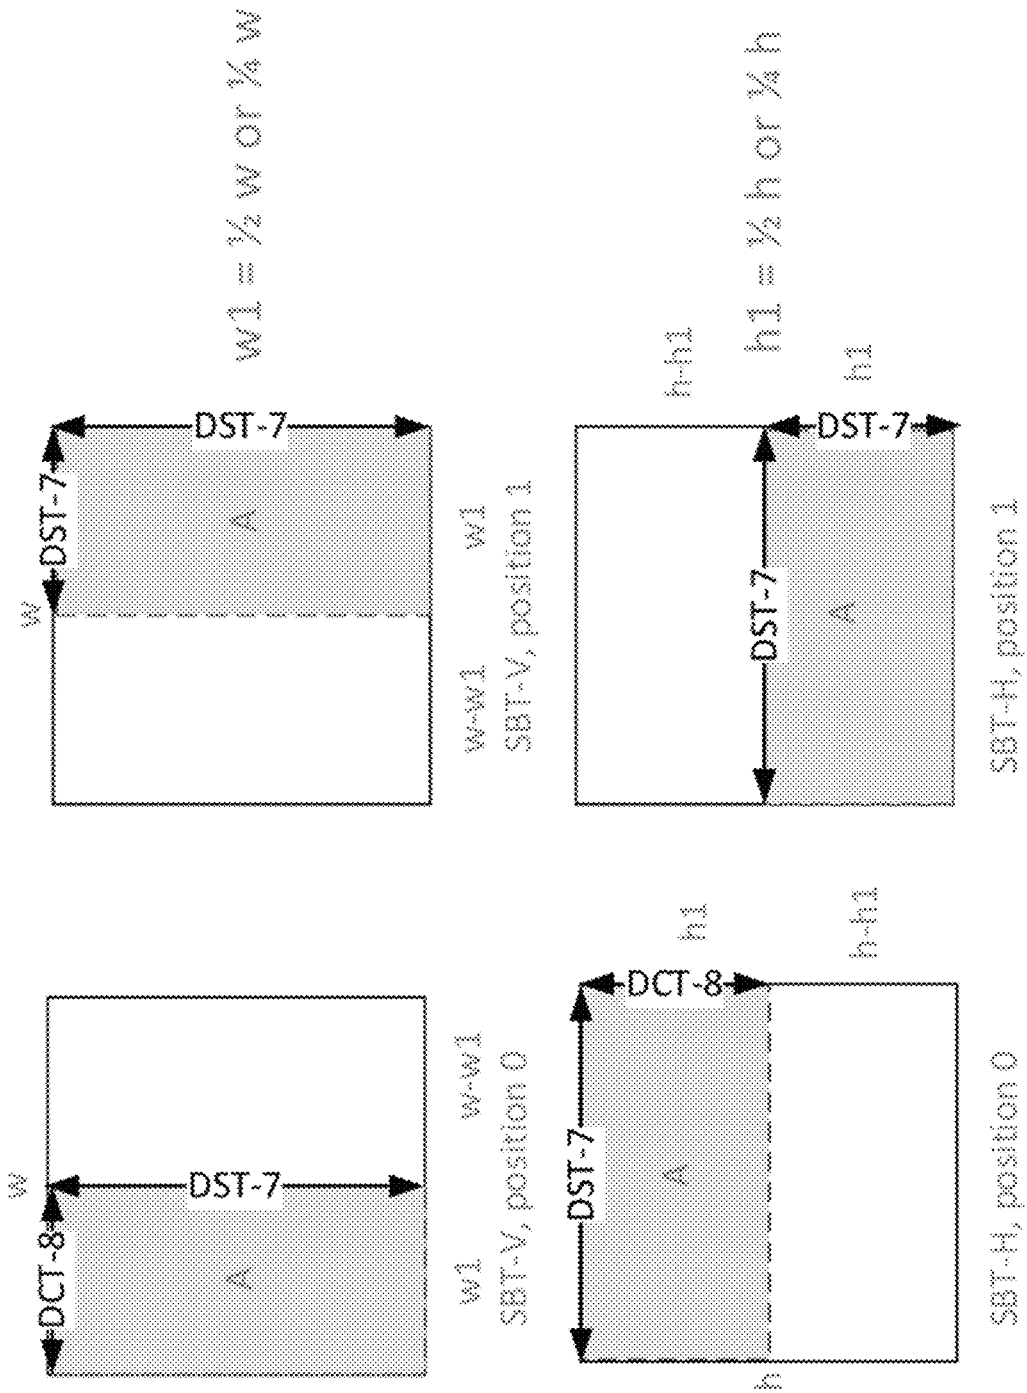 w
DCT-8
DST-7
A
w1
w-w1
SBT-V, position 0
w
DST-7
DST-7
A
w-w1
w1
SBT-V, position 1
w1 = ½ w or ¼ w
h
DST-7
DCT-8
A
h1
h-h1
SBT-H, position 0
DST-7
DST-7
A
h-h1
h1
SBT-H, position 1
h1 = ½ h or ¼ h